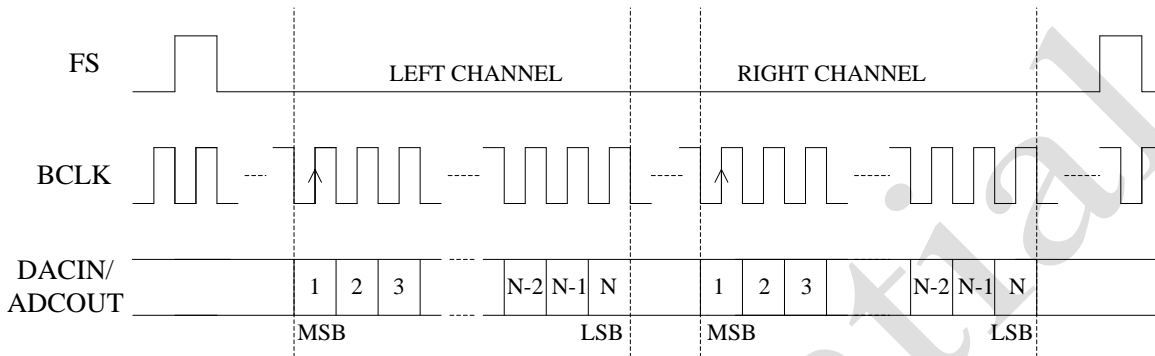 FS
LEFT CHANNEL
RIGHT CHANNEL
BCLK
DACIN/
ADCOUT
1 2 3 N-2 N-1 N 1 2 3 N-2 N-1 N
MSB LSB MSB LSB